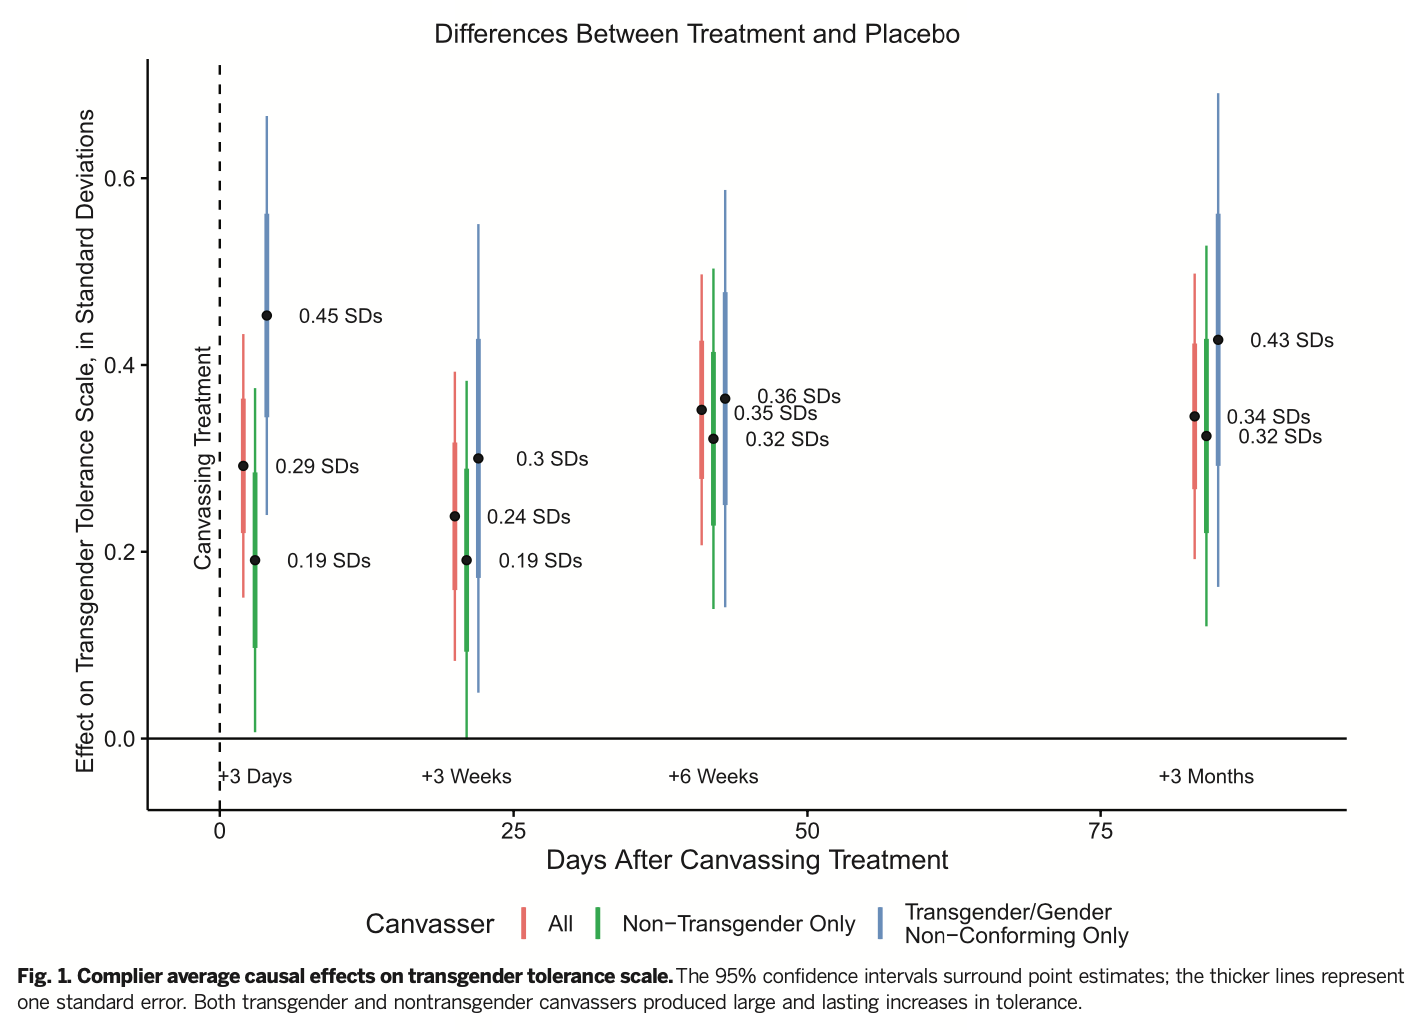 Differences Between Treatment and Placebo
Effect on Transgender Tolerance Scale, in Standard Deviations
0.6
0.4
0.2
0.0
Canvassing Treatment
0.45 SDs
0.29 SDs
0.19 SDs
0.3 SDs
0.24 SDs
0.19 SDs
0.36 SDs
0.35 SDs
0.32 SDs
0.43 SDs
0.34 SDs
0.32 SDs
+3 Days
+3 Weeks
+6 Weeks
+3 Months
0
25
50
75
Days After Canvassing Treatment
Canvasser
All
Non−Transgender Only
Transgender/Gender
Non−Conforming Only
Fig. 1. Complier average causal effects on transgender tolerance scale. The 95% confidence intervals surround point estimates; the thicker lines represent
one standard error. Both transgender and nontransgender canvassers produced large and lasting increases in tolerance.